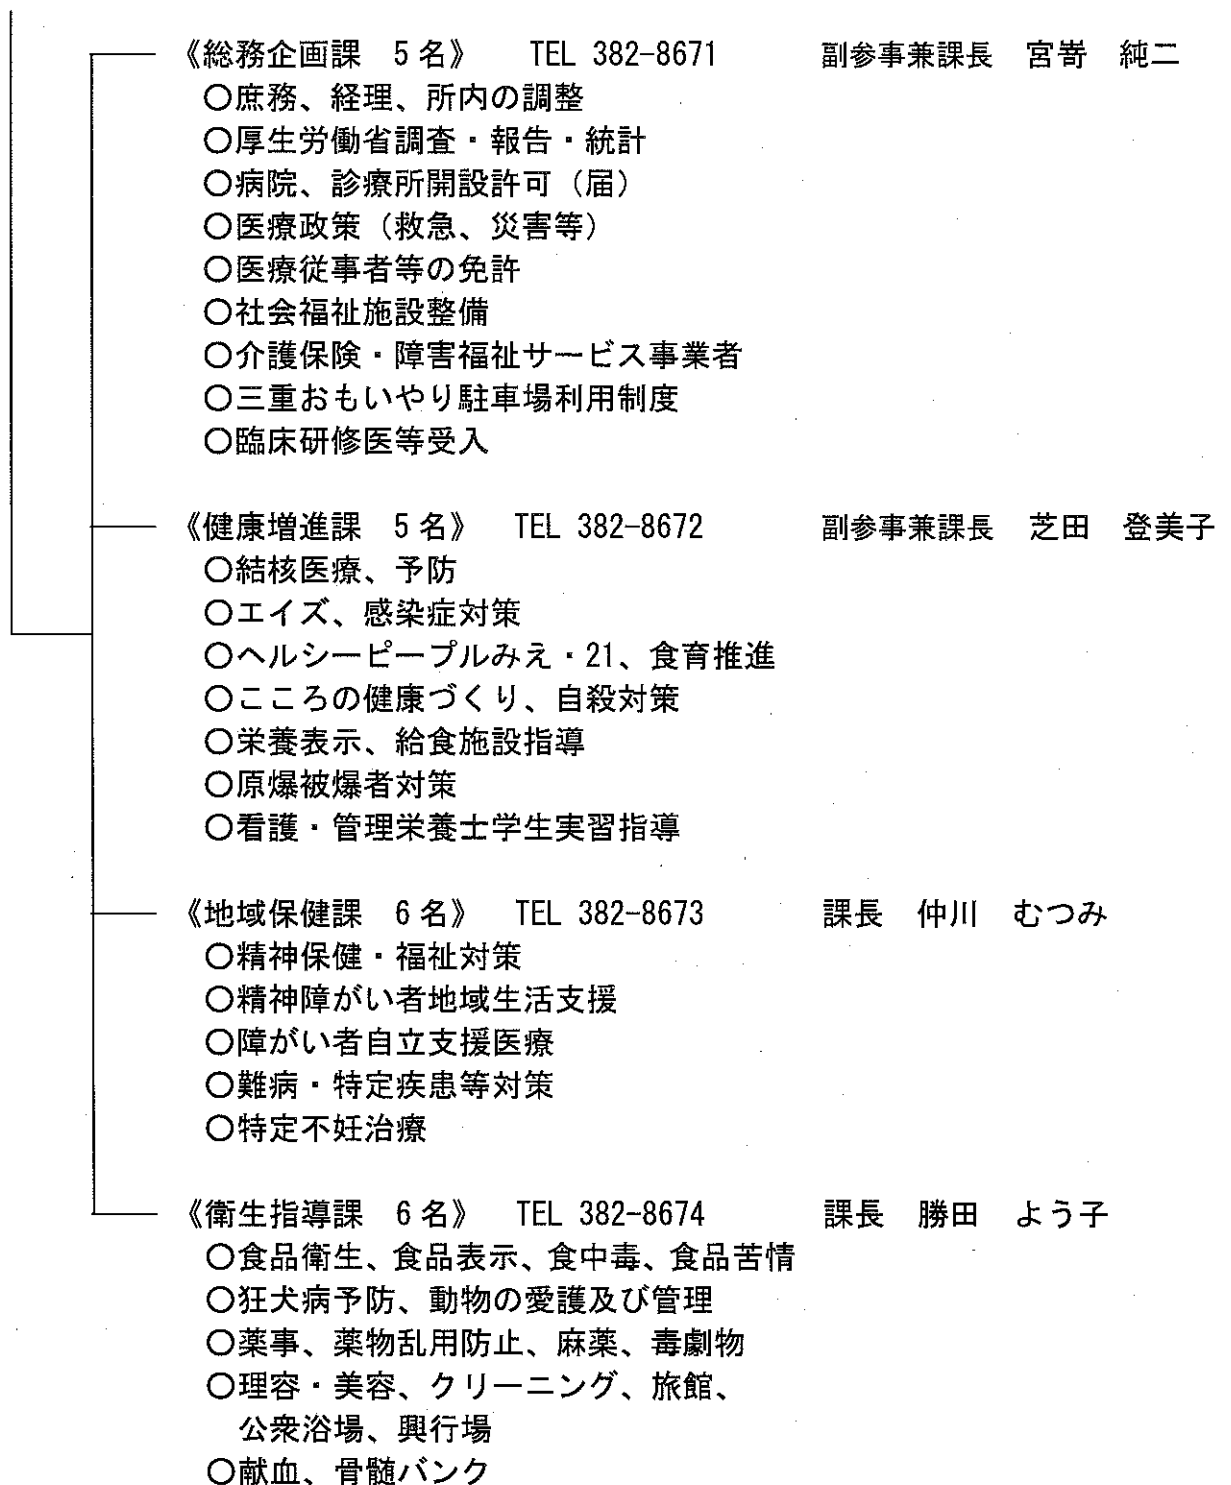 《総務企画課　5名》　TEL 382-8671　副参事兼課長　宮嵜　純二
○庶務、経理、所内の調整
○厚生労働省調査・報告・統計
○病院、診療所開設許可（届）
○医療政策（救急、災害等）
○医療従事者等の免許
○社会福祉施設整備
○介護保険・障害福祉サービス事業者
○三重おもいやり駐車場利用制度
○臨床研修医等受入
《健康増進課　5名》　TEL 382-8672　副参事兼課長　芝田　登美子
○結核医療、予防
○エイズ、感染症対策
○ヘルシーピープルみえ・21、食育推進
○こころの健康づくり、自殺対策
○栄養表示、給食施設指導
○原爆被爆者対策
○看護・管理栄養士学生実習指導
《地域保健課　6名》　TEL 382-8673　課長　仲川　むつみ
○精神保健・福祉対策
○精神障がい者地域生活支援
○障がい者自立支援医療
○難病・特定疾患等対策
○特定不妊治療
《衛生指導課　6名》　TEL 382-8674　課長　勝田　よう子
○食品衛生、食品表示、食中毒、食品苦情
○狂犬病予防、動物の愛護及び管理
○薬事、薬物乱用防止、麻薬、毒劇物
○理容・美容、クリーニング、旅館、
公衆浴場、興行場
○献血、骨髄バンク